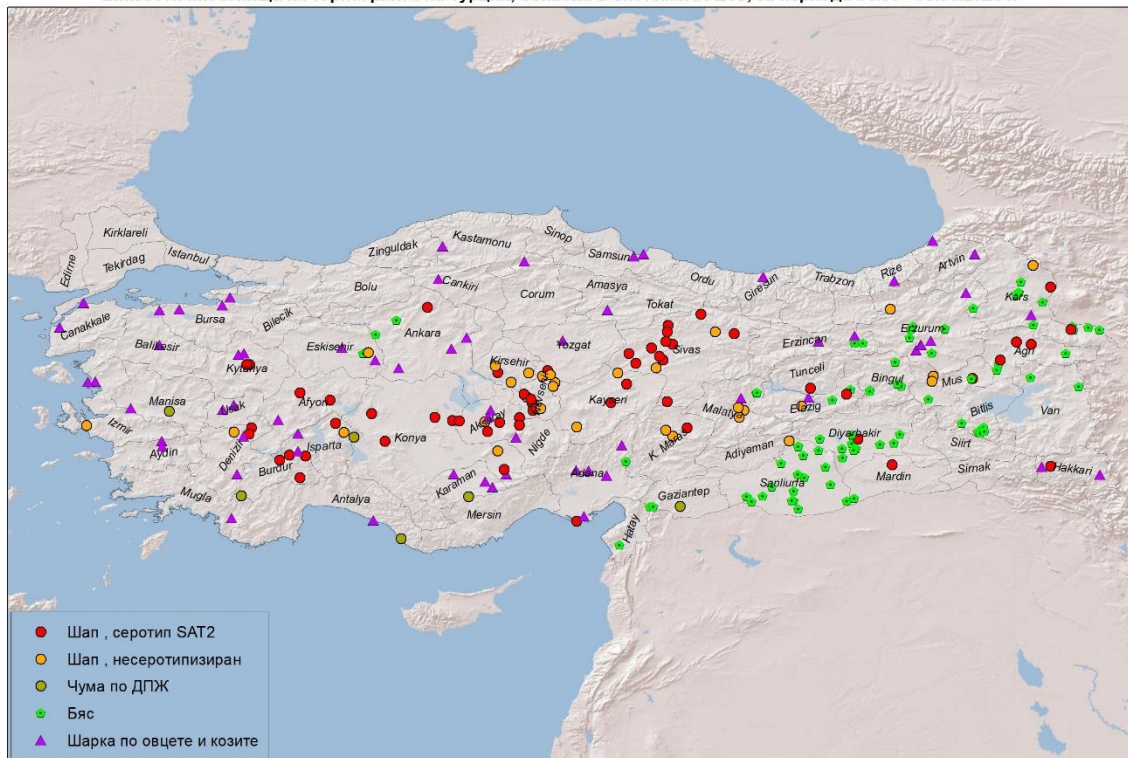 Kirklareli
Edirne
Tekirdag
Istanbul
Zinguldak
Kastamonu
Sinop
Samsun
Bolu
Cankiri
Corum
Amasya
Ordu
Giresun
Trabzon
Rize
Artvin
Kars
Canakkale
Bursa
Bilecik
Tokat
Balikesir
Eskisehir
Ankara
Yozgat
Sivas
Erzincan
Erzurum
Agri
Kytahya
Kirsehir
Kayseri
Tunceli
Bingul
Mus
Manisa
Usak
Afyon
Kayseri
Malatya
Elazig
Bitlis
Van
Izmir
Aydin
Denizli
Isparta
Konya
Aksaray
Nigde
K. Maras
Adiyaman
Diyarbakir
Siirt
Burdur
Mugla
Antalya
Karaman
Mersin
Adana
Gaziantep
Sanliurfa
Mardin
Sirnak
Hakkari
Hatay
Шап , серотип SAT2
Шап , несеротипизиран
Чума по ДПЖ
Бяс
Шарка по овцете и козите